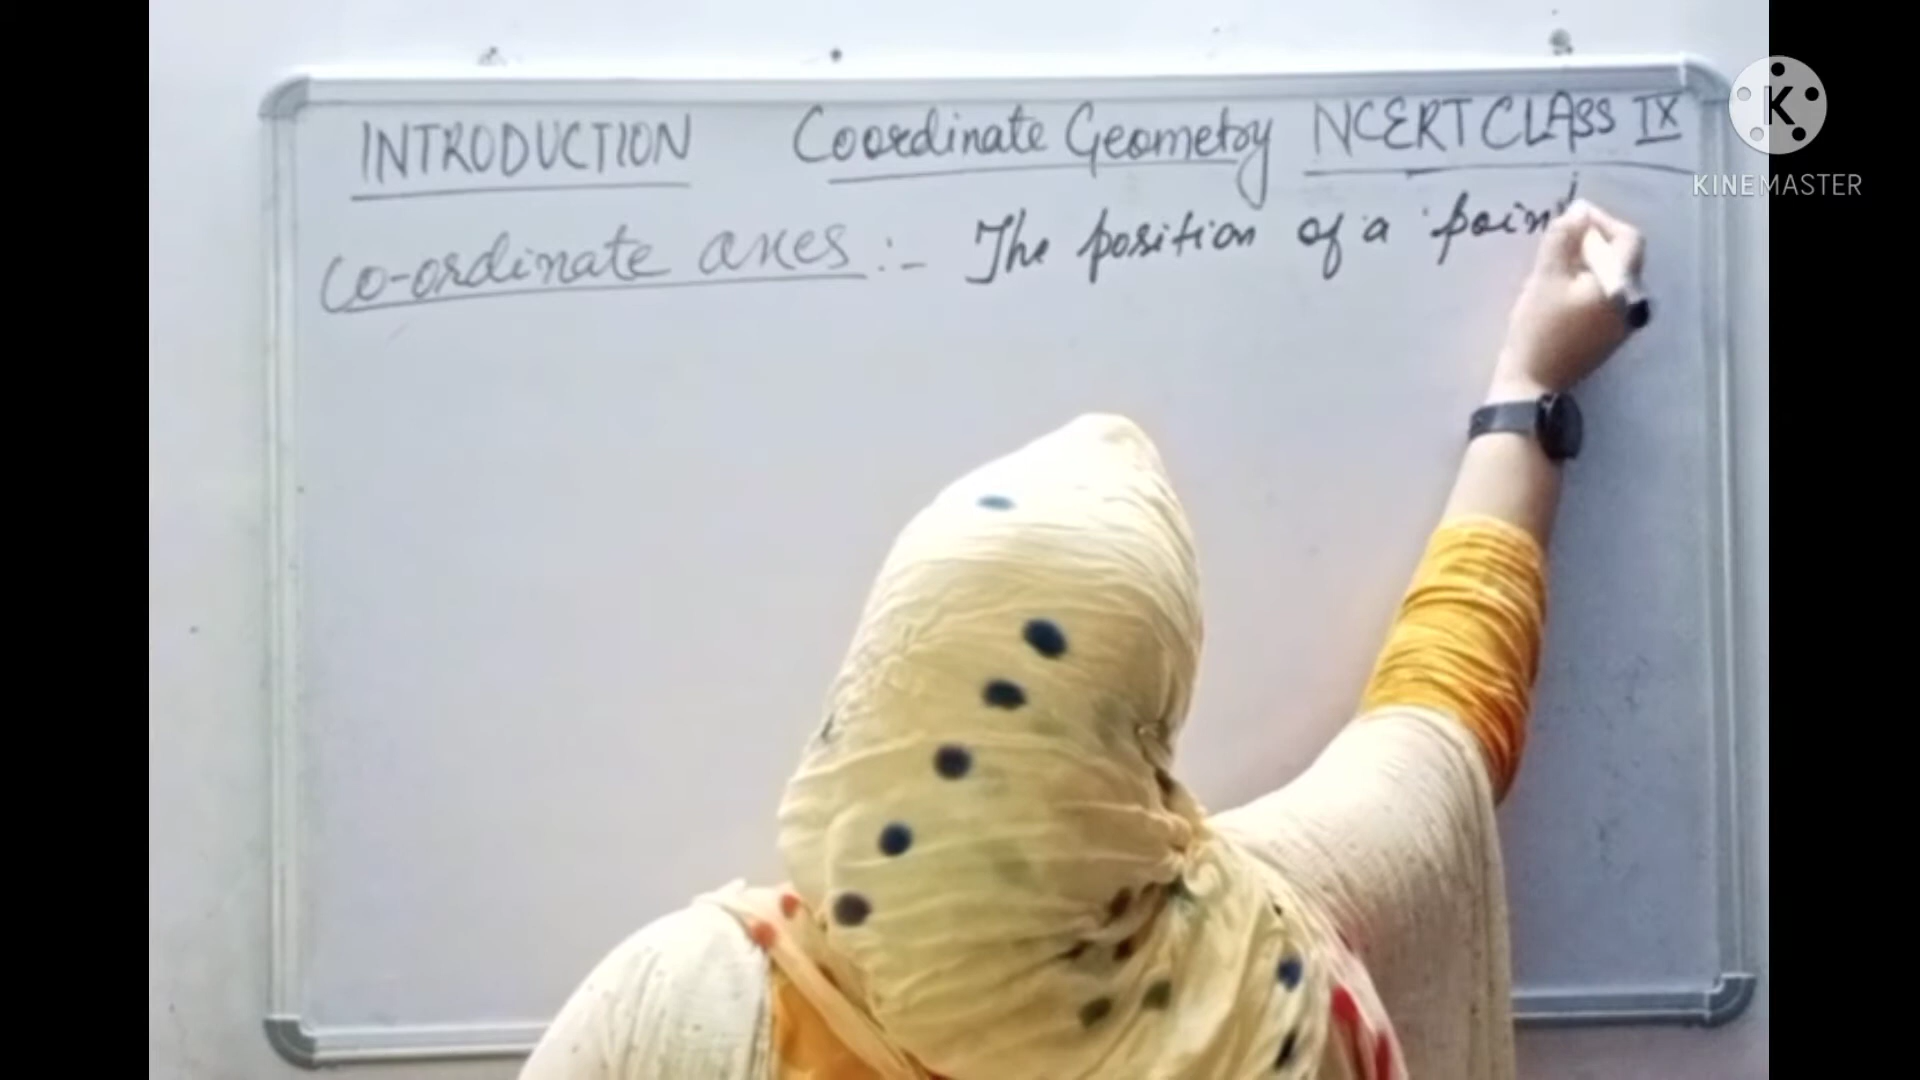 INTRODUCTION Coordinate Geometry NCERT CLASS IX
Co-ordinate axes :- The position of a point
K
KINEMASTER